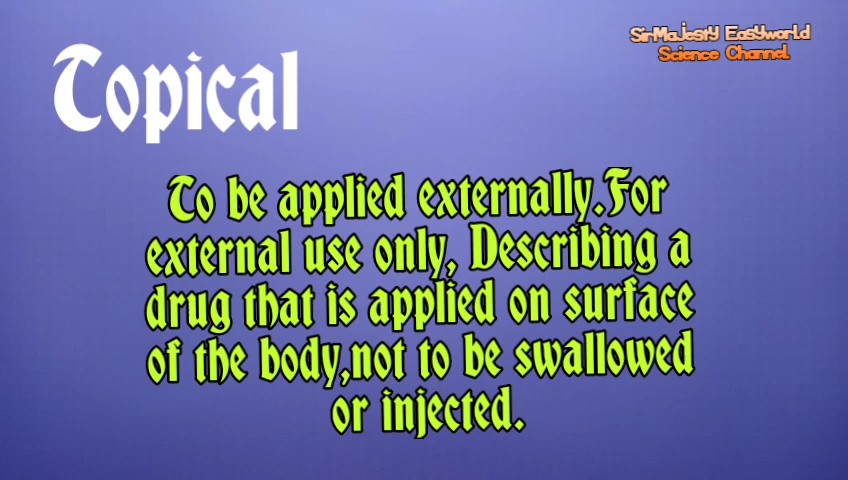 SirMajesty Easyworld
Science Channel
Topical
To be applied externally.For
external use only, Describing a
drug that is applied on surface
of the body,not to be swallowed
or injected.